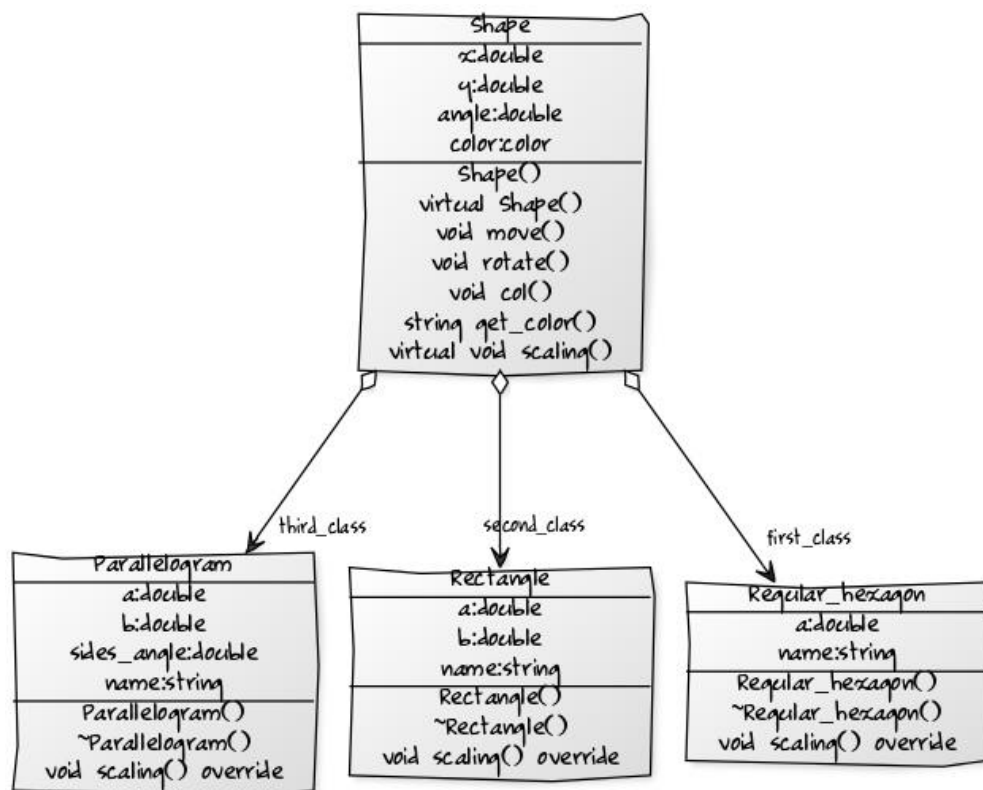 Shape
x:double
y:double
angle:double
color:color
Shape()
virtual Shape()
void move()
void rotate()
void col()
string get_color()
virtual void scaling()
third_class
second_class
first_class
Parallelogram
a:double
b:double
sides_angle:double
name:string
Parallelogram()
~Parallelogram()
void scaling() override
Rectangle
a:double
b:double
name:string
Rectangle()
~Rectangle()
void scaling() override
Regular_hexagon
a:double
name:string
Regular_hexagon()
~Regular_hexagon()
void scaling() override